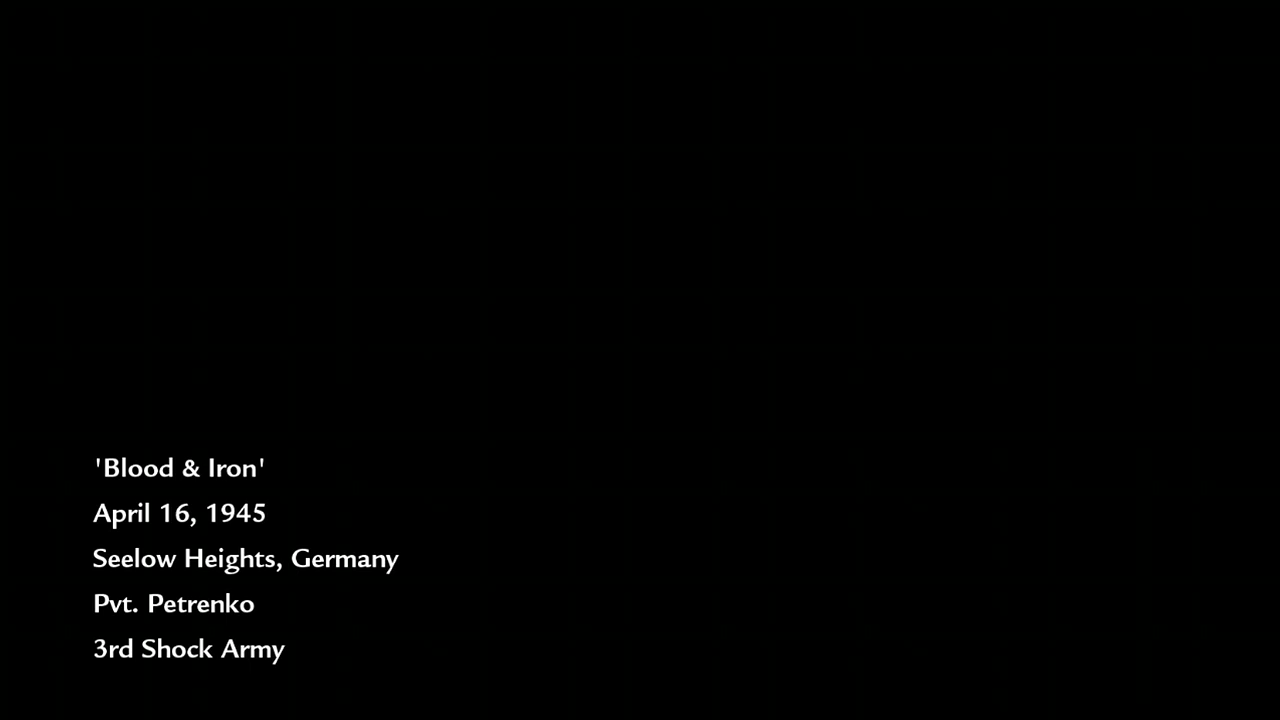 'Blood & Iron'
April 16, 1945
Seelow Heights, Germany
Pvt. Petrenko
3rd Shock Army